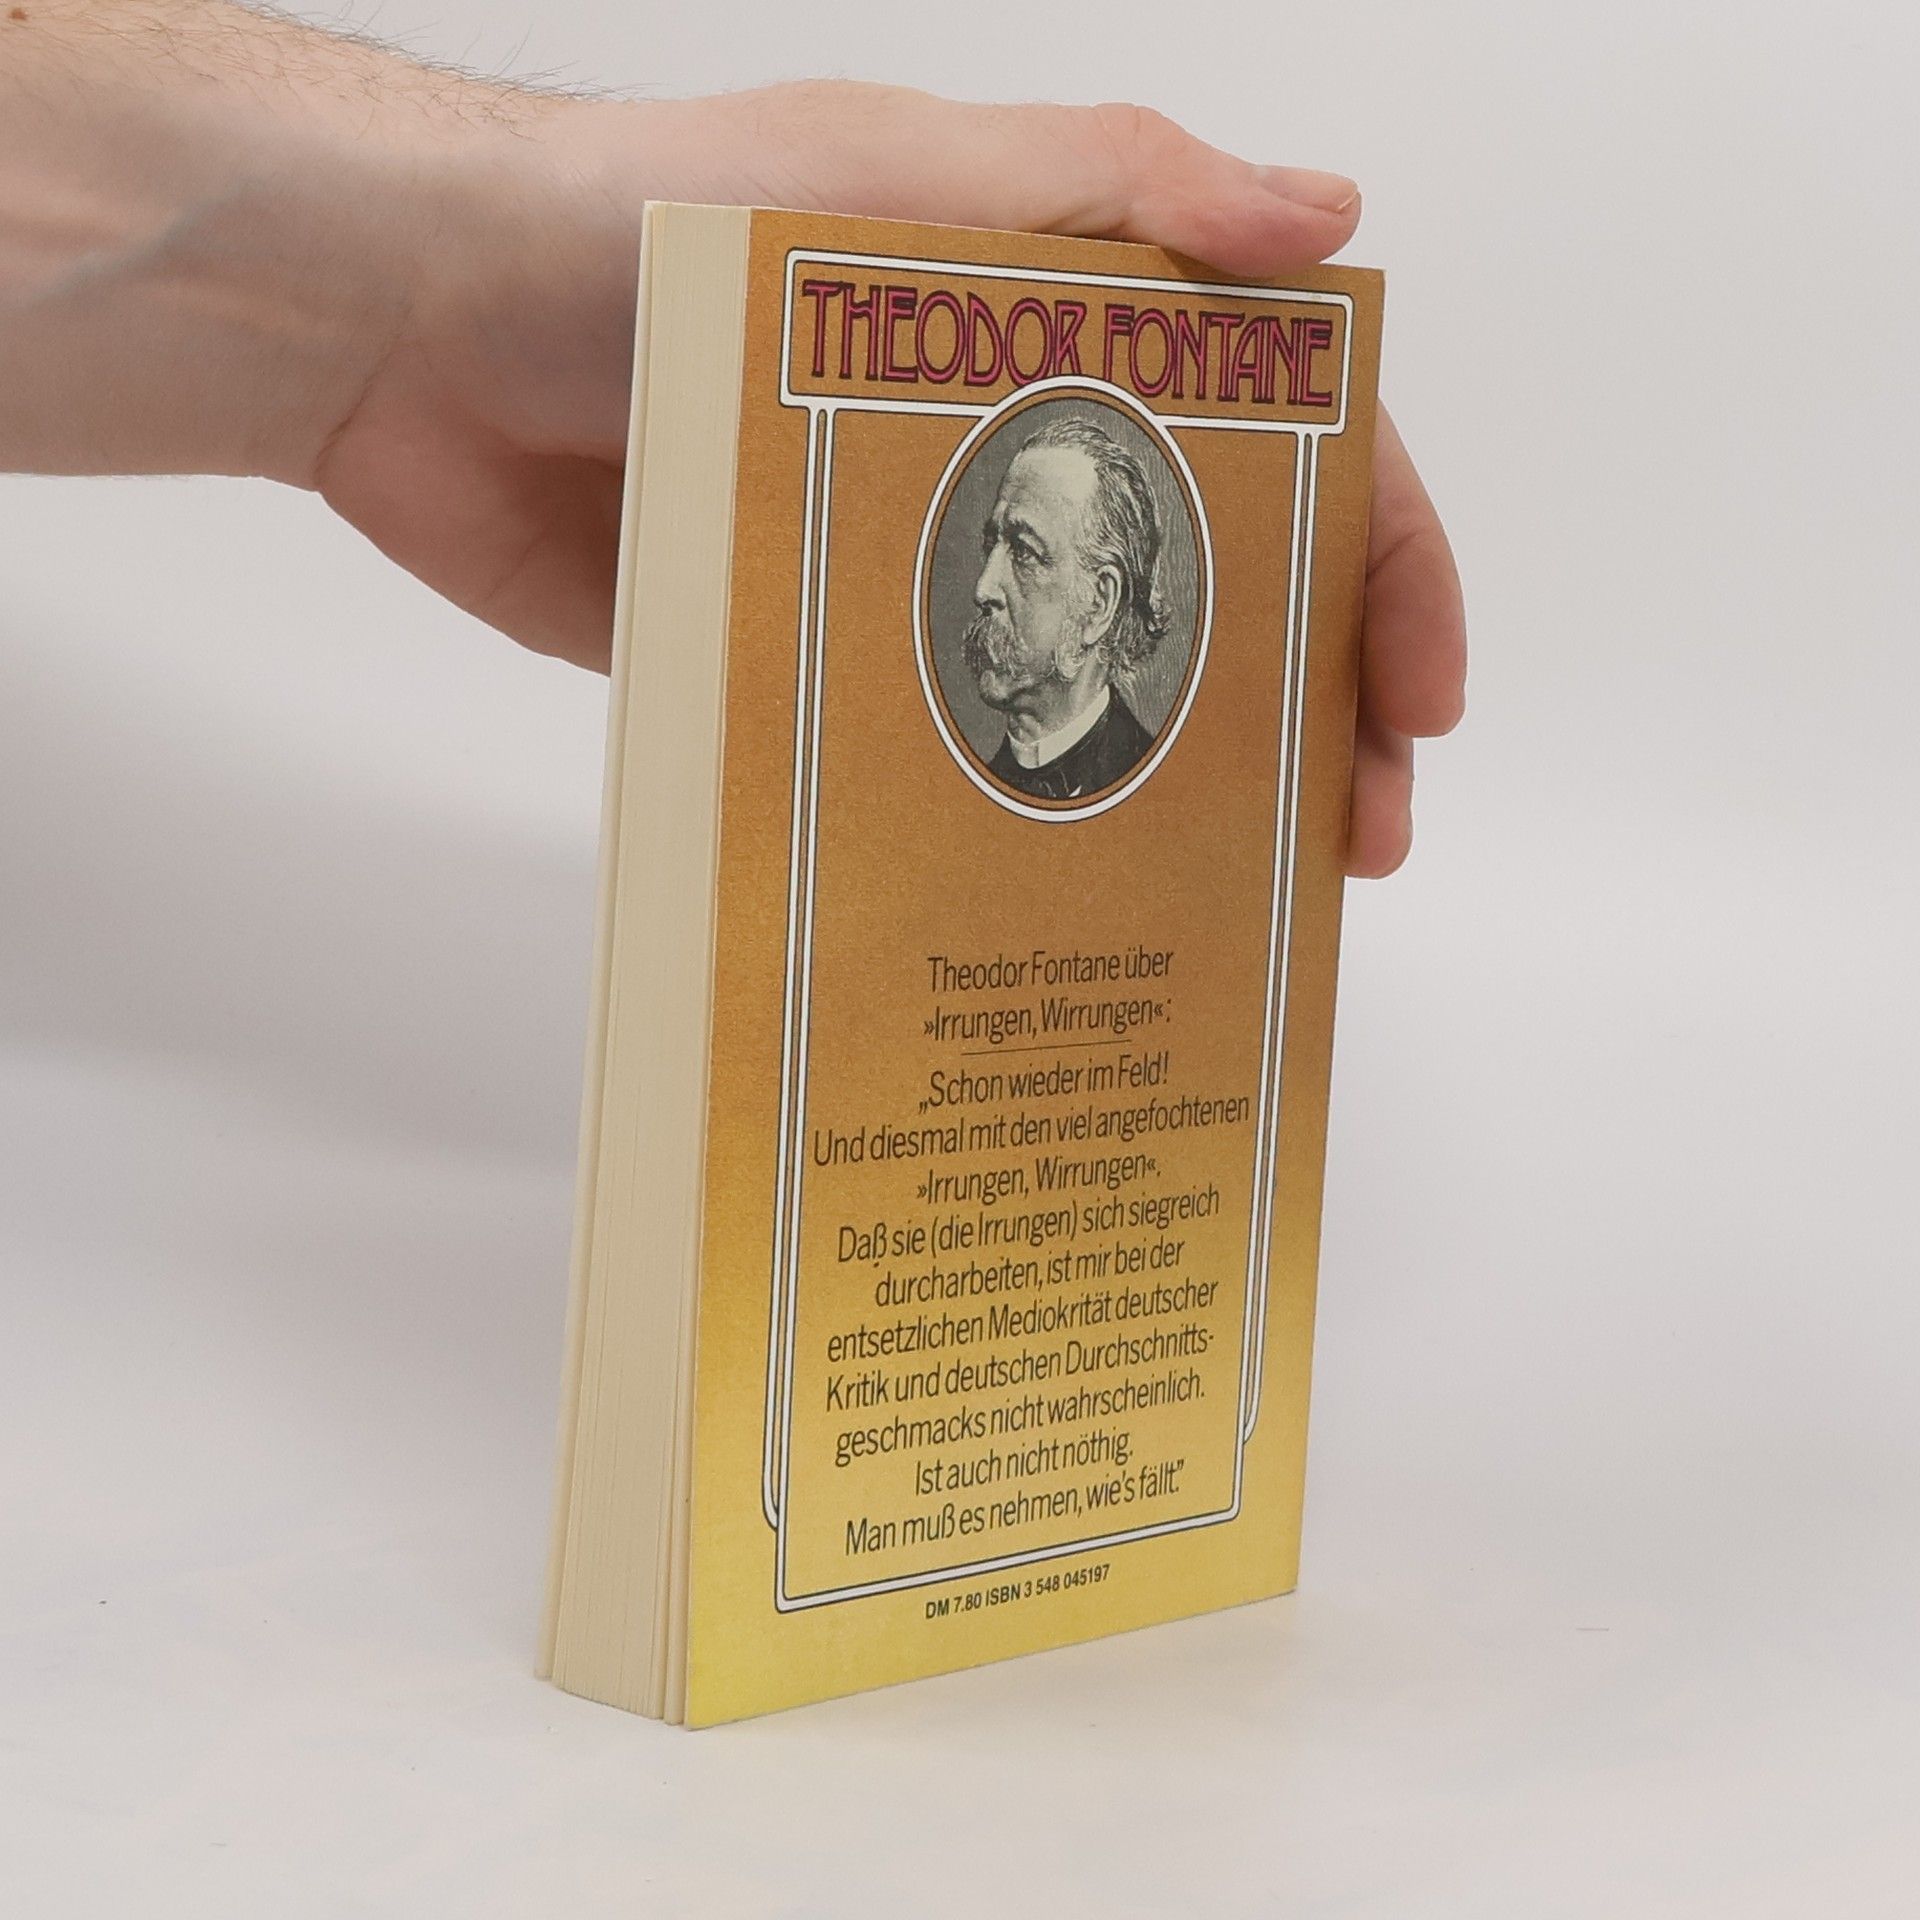 THEODOR FONTANE
Theodor Fontane über
»Irrungen, Wirrungen«:
„Schon wieder im Feld!
Und diesmal mit den viel angefochtenen
»Irrungen, Wirrungen«.
Daß sie (die Irrungen) sich siegreich
durcharbeiten, ist mir bei der
entsetzlichen Mediokrität deutscher
Kritik und deutschen Durchschnitts-
geschmacks nicht wahrscheinlich.
Ist auch nicht nöthig.
Man muß es nehmen, wie's fällt.”
DM 7.80 ISBN 3 548 045197